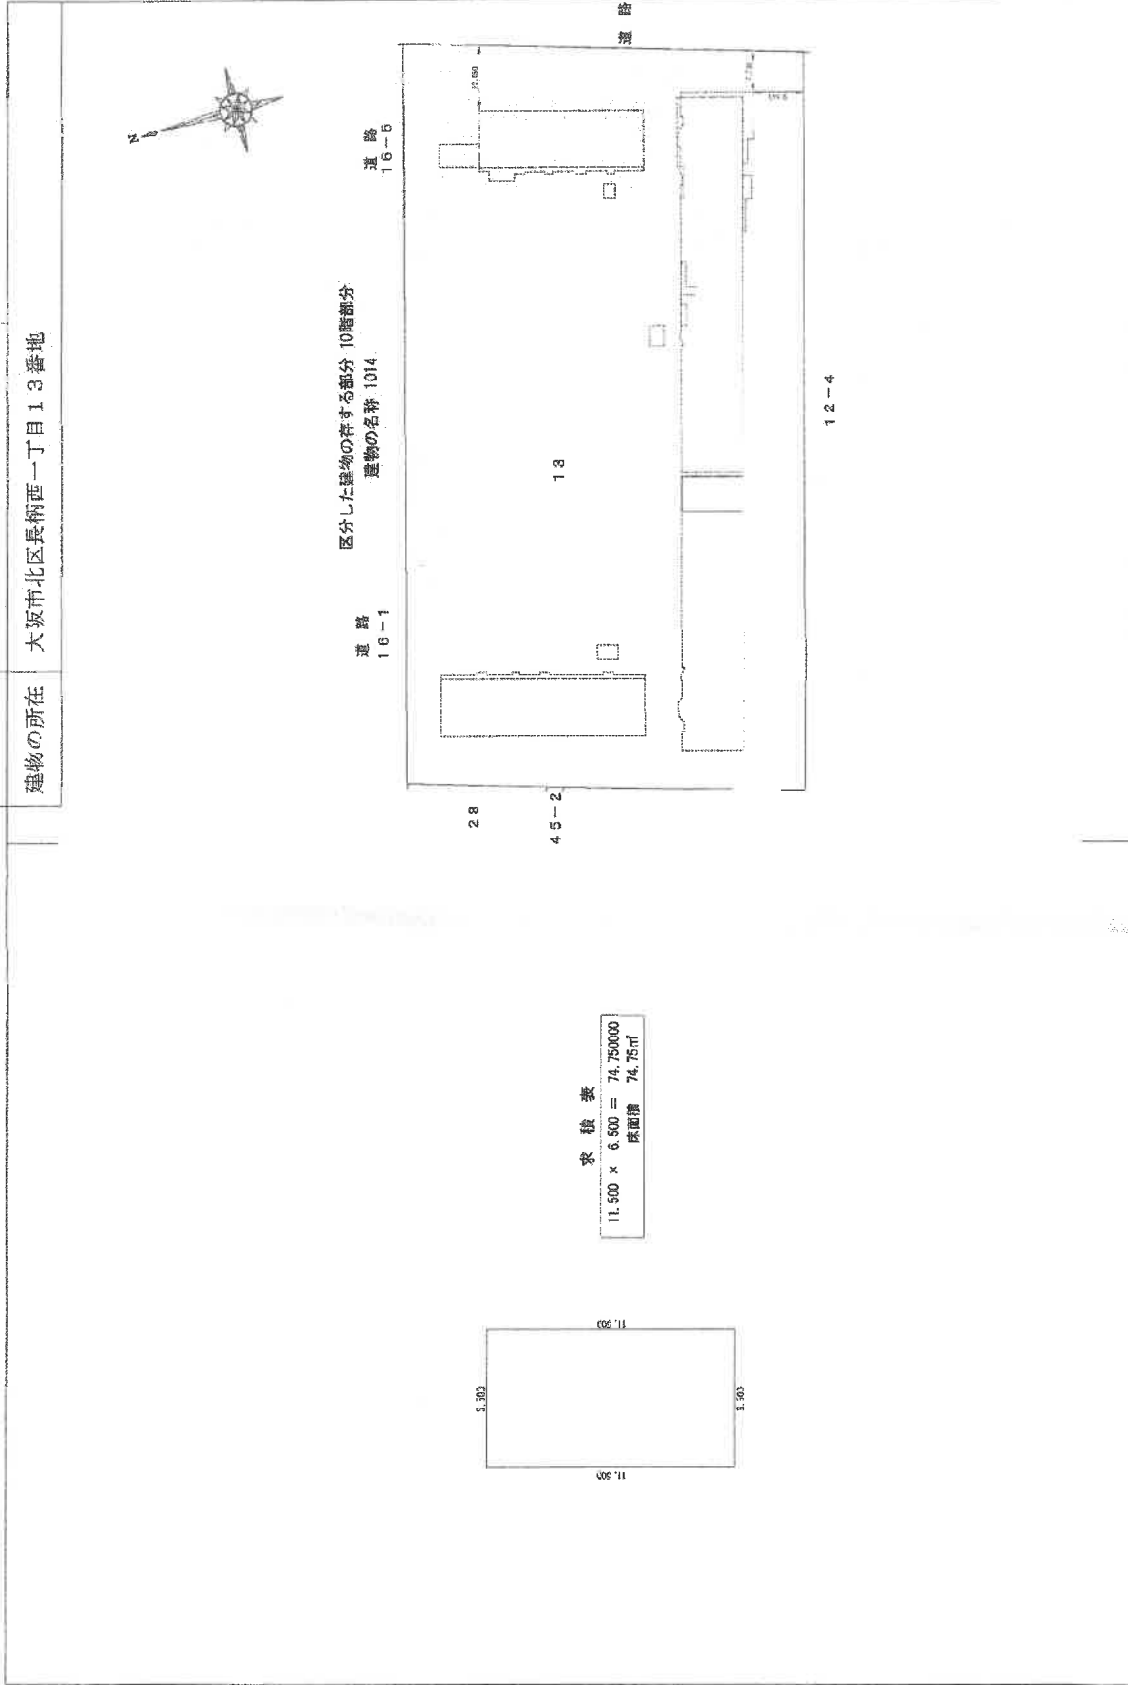 建物の所在
大阪市北区長柄西一丁目13番地
N
道路
16-1
区分した建物の存する部分 10階部分
建物の名称 1014
道路
16-5
道路
28
45-2
13
12-4
求積表
11.500 × 6.500 = 74.750000
床面積 74.75㎡
11.500
11.500